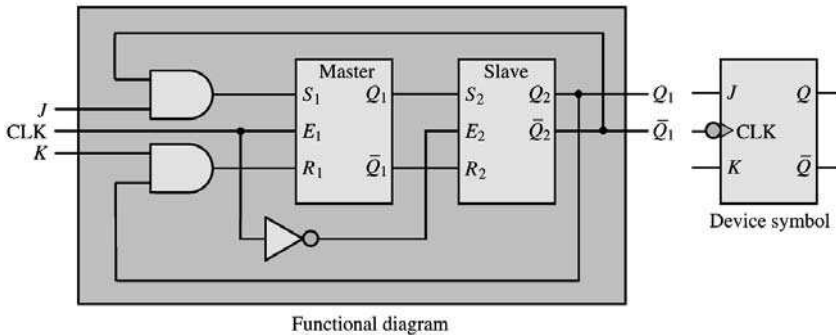 Master
Slave
S₁
Q₁
S₂
Q₂
Q₁
J
Q
J
CLK
E₁
E₂
Q̄₂
Q̄₁
CLK
K
R₁
Q̄₁
R₂
K
Q̄
Device symbol
Functional diagram